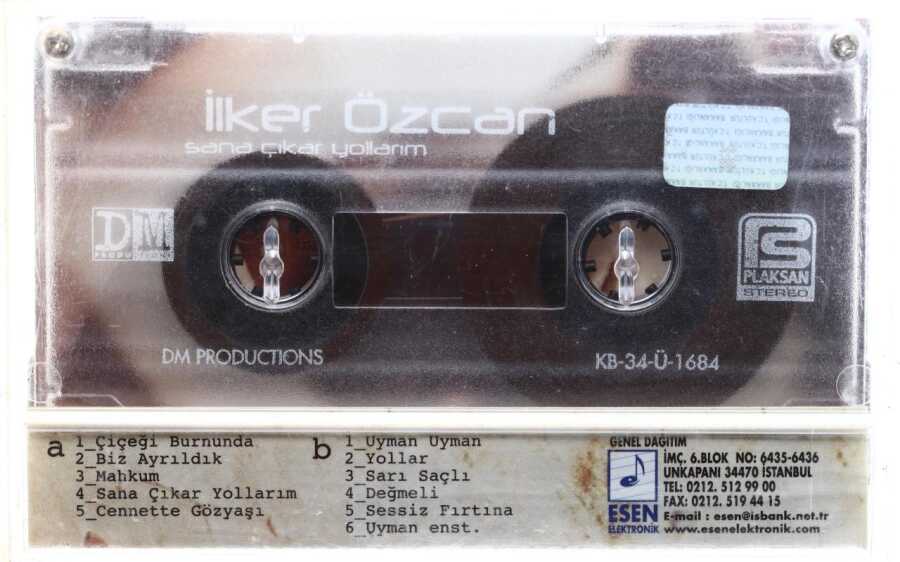 İlker Özcan
sana çıkar yollarım
DM
PRODUCTIONS
PLAKSAN
STEREO
DM PRODUCTIONS
KB-34-Ü-1684
a
1_Çiçeği Burnunda
2_Biz Ayrıldık
3_Mahkum
4_Sana Çıkar Yollarım
5_Cennette Gözyaşı
b
1_Uyman Uyman
2_Yollar
3_Sarı Saçlı
4_Değmeli
5_Sessiz Fırtına
6_Uyman enst.
GENEL DAĞITIM
ESEN
ELEKTRONİK
İMÇ. 6.BLOK NO: 6435-6436
UNKAPANI 34470 İSTANBUL
TEL: 0212. 512 99 00
FAX: 0212. 519 44 15
E-mail : esen@isbank.net.tr
www.esenelektronik.com